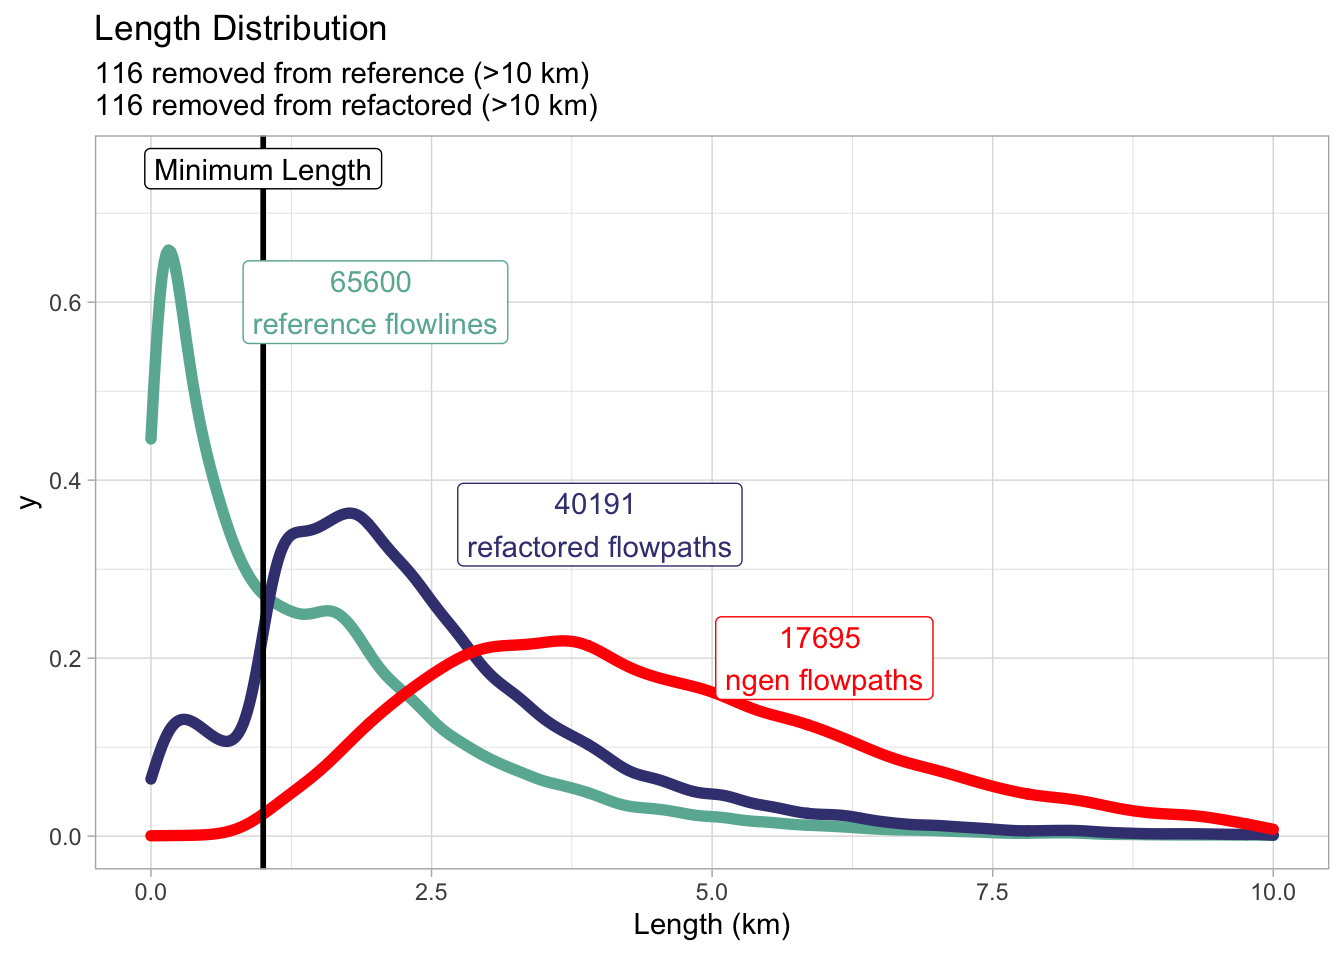 Length Distribution
116 removed from reference (>10 km)
116 removed from refactored (>10 km)
Minimum Length
65600
reference flowlines
40191
refactored flowpaths
17695
ngen flowpaths
y
0.6
0.4
0.2
0.0
0.0 2.5 5.0 7.5 10.0
Length (km)